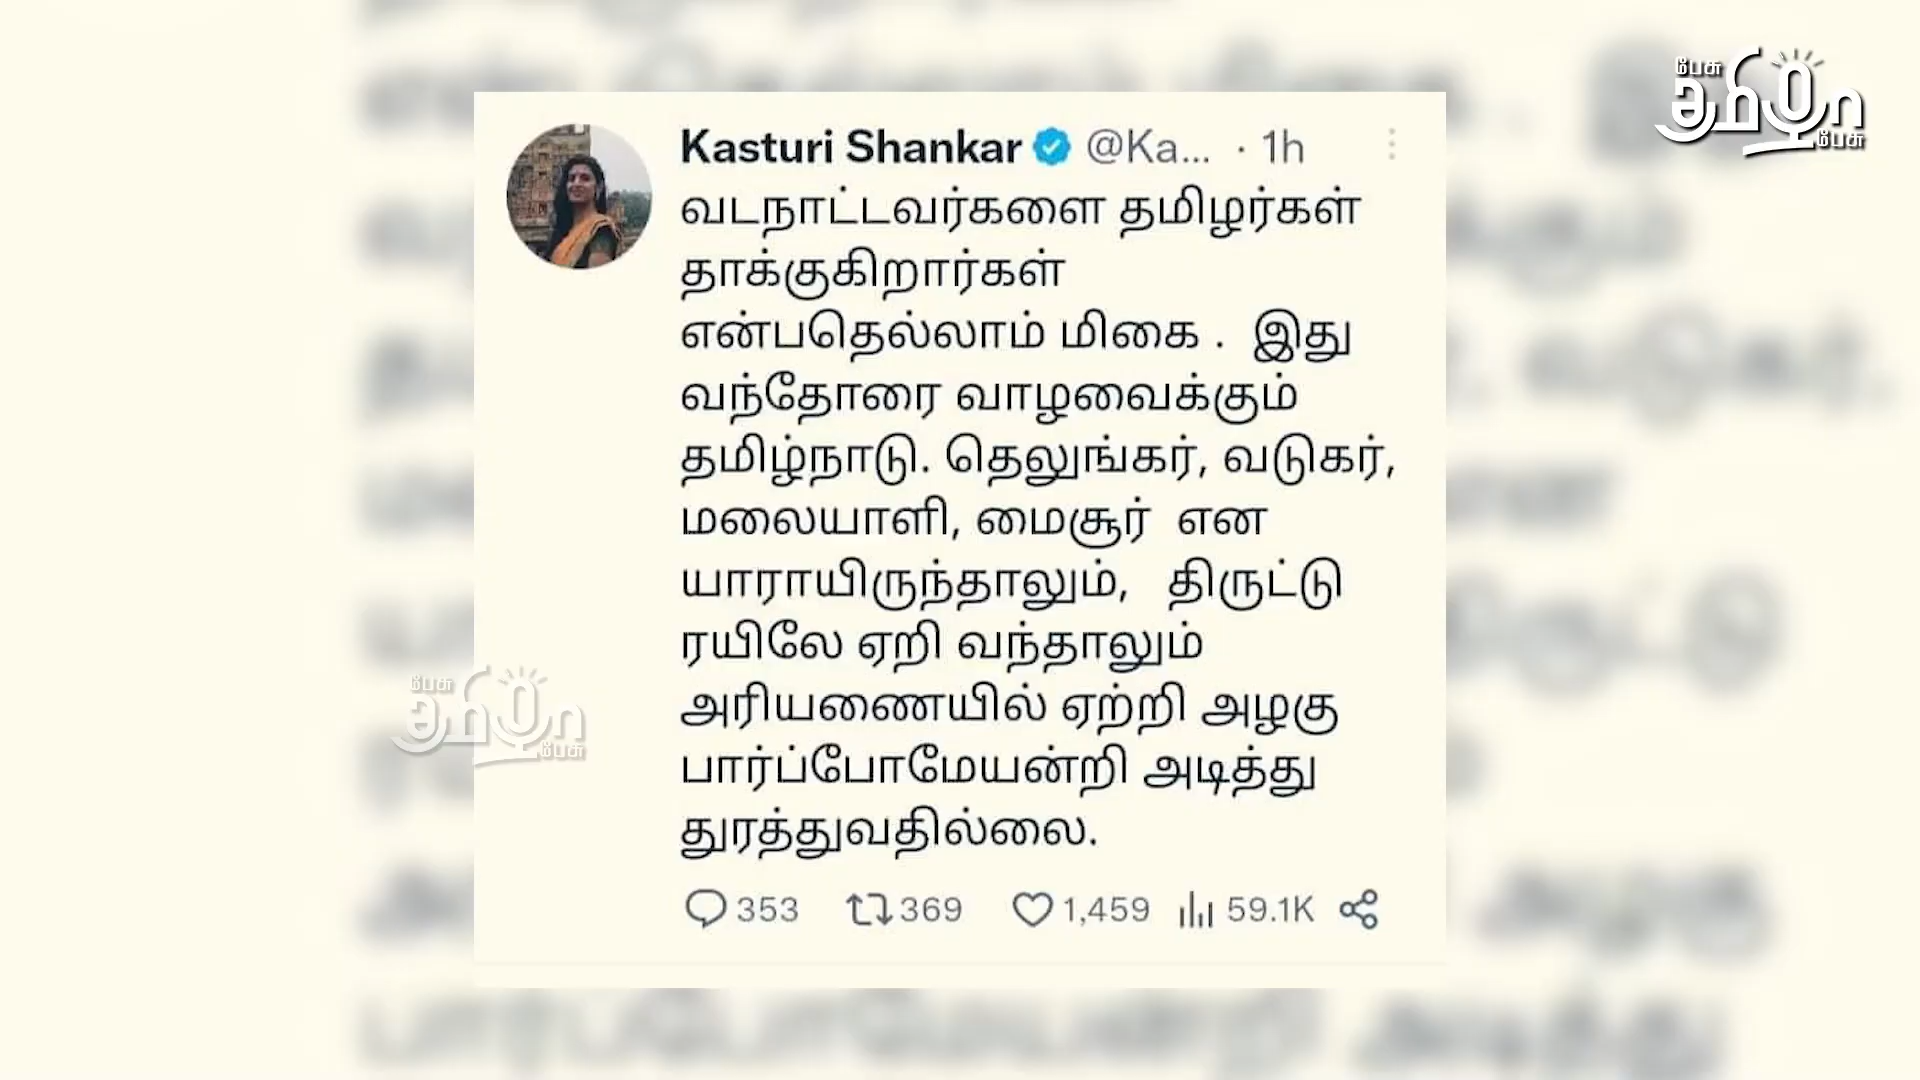 பேசு
தமிழா
பேசு
Kasturi Shankar @Ka... · 1h
வடநாட்டவர்களை தமிழர்கள்
தாக்குகிறார்கள்
என்பதெல்லாம் மிகை . இது
வந்தோரை வாழவைக்கும்
தமிழ்நாடு. தெலுங்கர், வடுகர்,
மலையாளி, மைசூர் என
யாராயிருந்தாலும், திருட்டு
ரயிலே ஏறி வந்தாலும்
அரியணையில் ஏற்றி அழகு
பார்ப்போமேயன்றி அடித்து
துரத்துவதில்லை.
353 369 1,459 59.1K
பேசு
தமிழா
பேசு